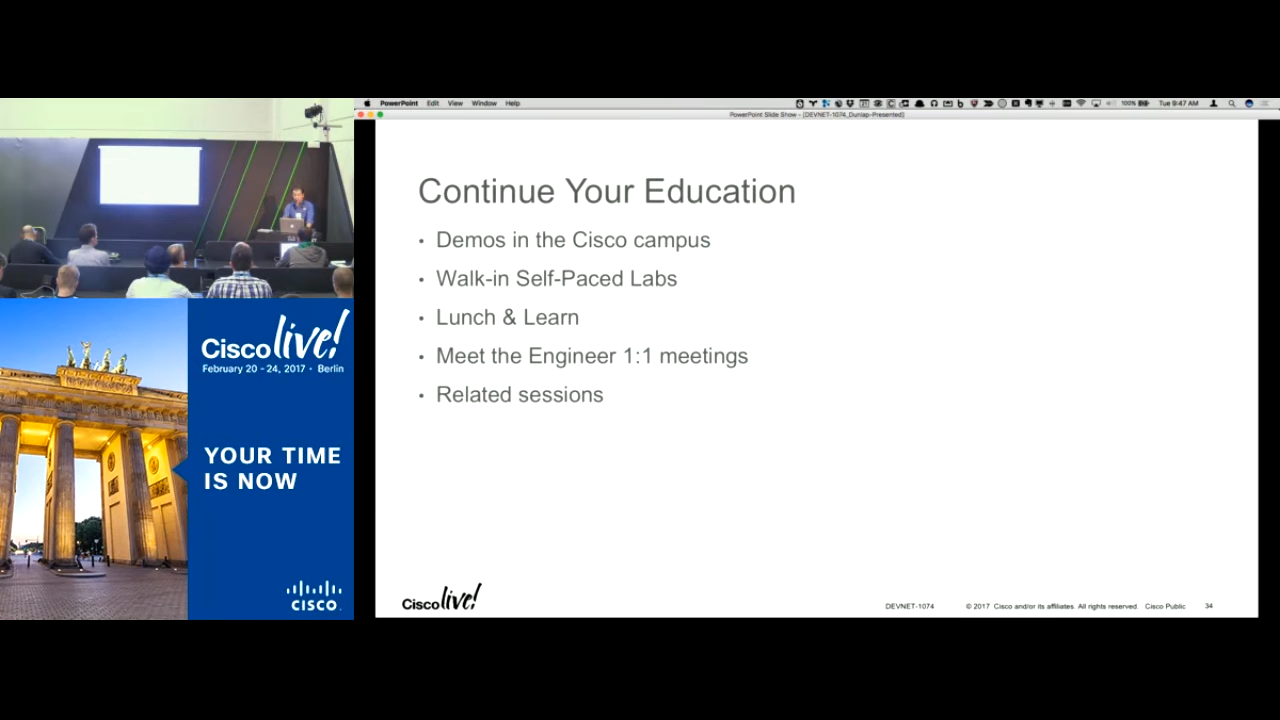 PowerPoint Edit View Window Help
100% Tue 9:47 AM
PowerPoint Slide Show - [DEVNET-1074_Dunlap-Presented]
Continue Your Education
• Demos in the Cisco campus
• Walk-in Self-Paced Labs
• Lunch & Learn
• Meet the Engineer 1:1 meetings
• Related sessions
Cisco live!
DEVNET-1074 © 2017 Cisco and/or its affiliates. All rights reserved. Cisco Public 34
Cisco live!
February 20 - 24, 2017 • Berlin
YOUR TIME
IS NOW
CISCO